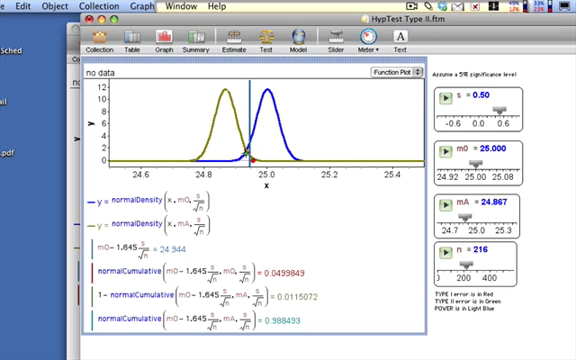 File Edit Object Collection Graph Window Help
HypTest Type II.ftm
Collection Table Graph Summary Estimate Test Model Slider Meter Text
Sched
ail
.pdf
no data
Function Plot
12
10
8
6
4
2
0
y
24.6 24.8 25.0 25.2 25.4
x
y = normalDensity(x, m0, s/√n)
y = normalDensity(x, mA, s/√n)
m0 - 1.645 s/√n = 24.944
normalCumulative(m0 - 1.645 s/√n, m0, s/√n) = 0.0499849
1 - normalCumulative(m0 - 1.645 s/√n, mA, s/√n) = 0.0115072
normalCumulative(m0 - 1.645 s/√n, mA, s/√n) = 0.988493
Assume a 5% significance level
s = 0.50
-0.6 0.0 0.6
m0 = 25.000
24.92 25.00 25.08
mA = 24.867
24.7 25.0 25.3
n = 216
0 200 400
TYPE I error is in Red
TYPE II error is in Green
POWER is in Light Blue